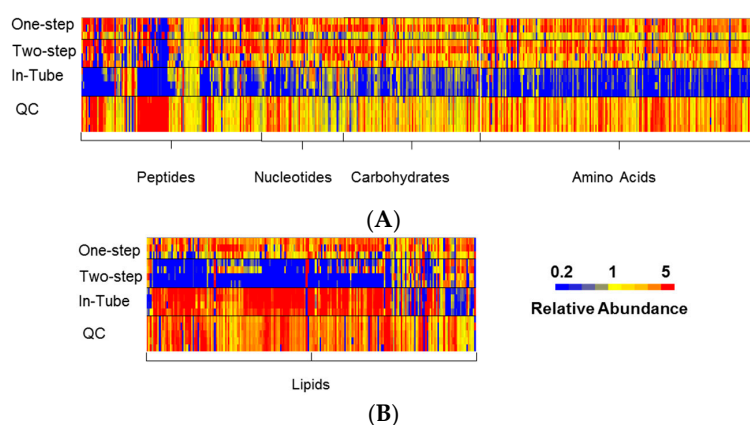 One-step
Two-step
In-Tube
QC
Peptides
Nucleotides
Carbohydrates
Amino Acids
(A)
One-step
Two-step
In-Tube
QC
0.2 1 5
Relative Abundance
Lipids
(B)